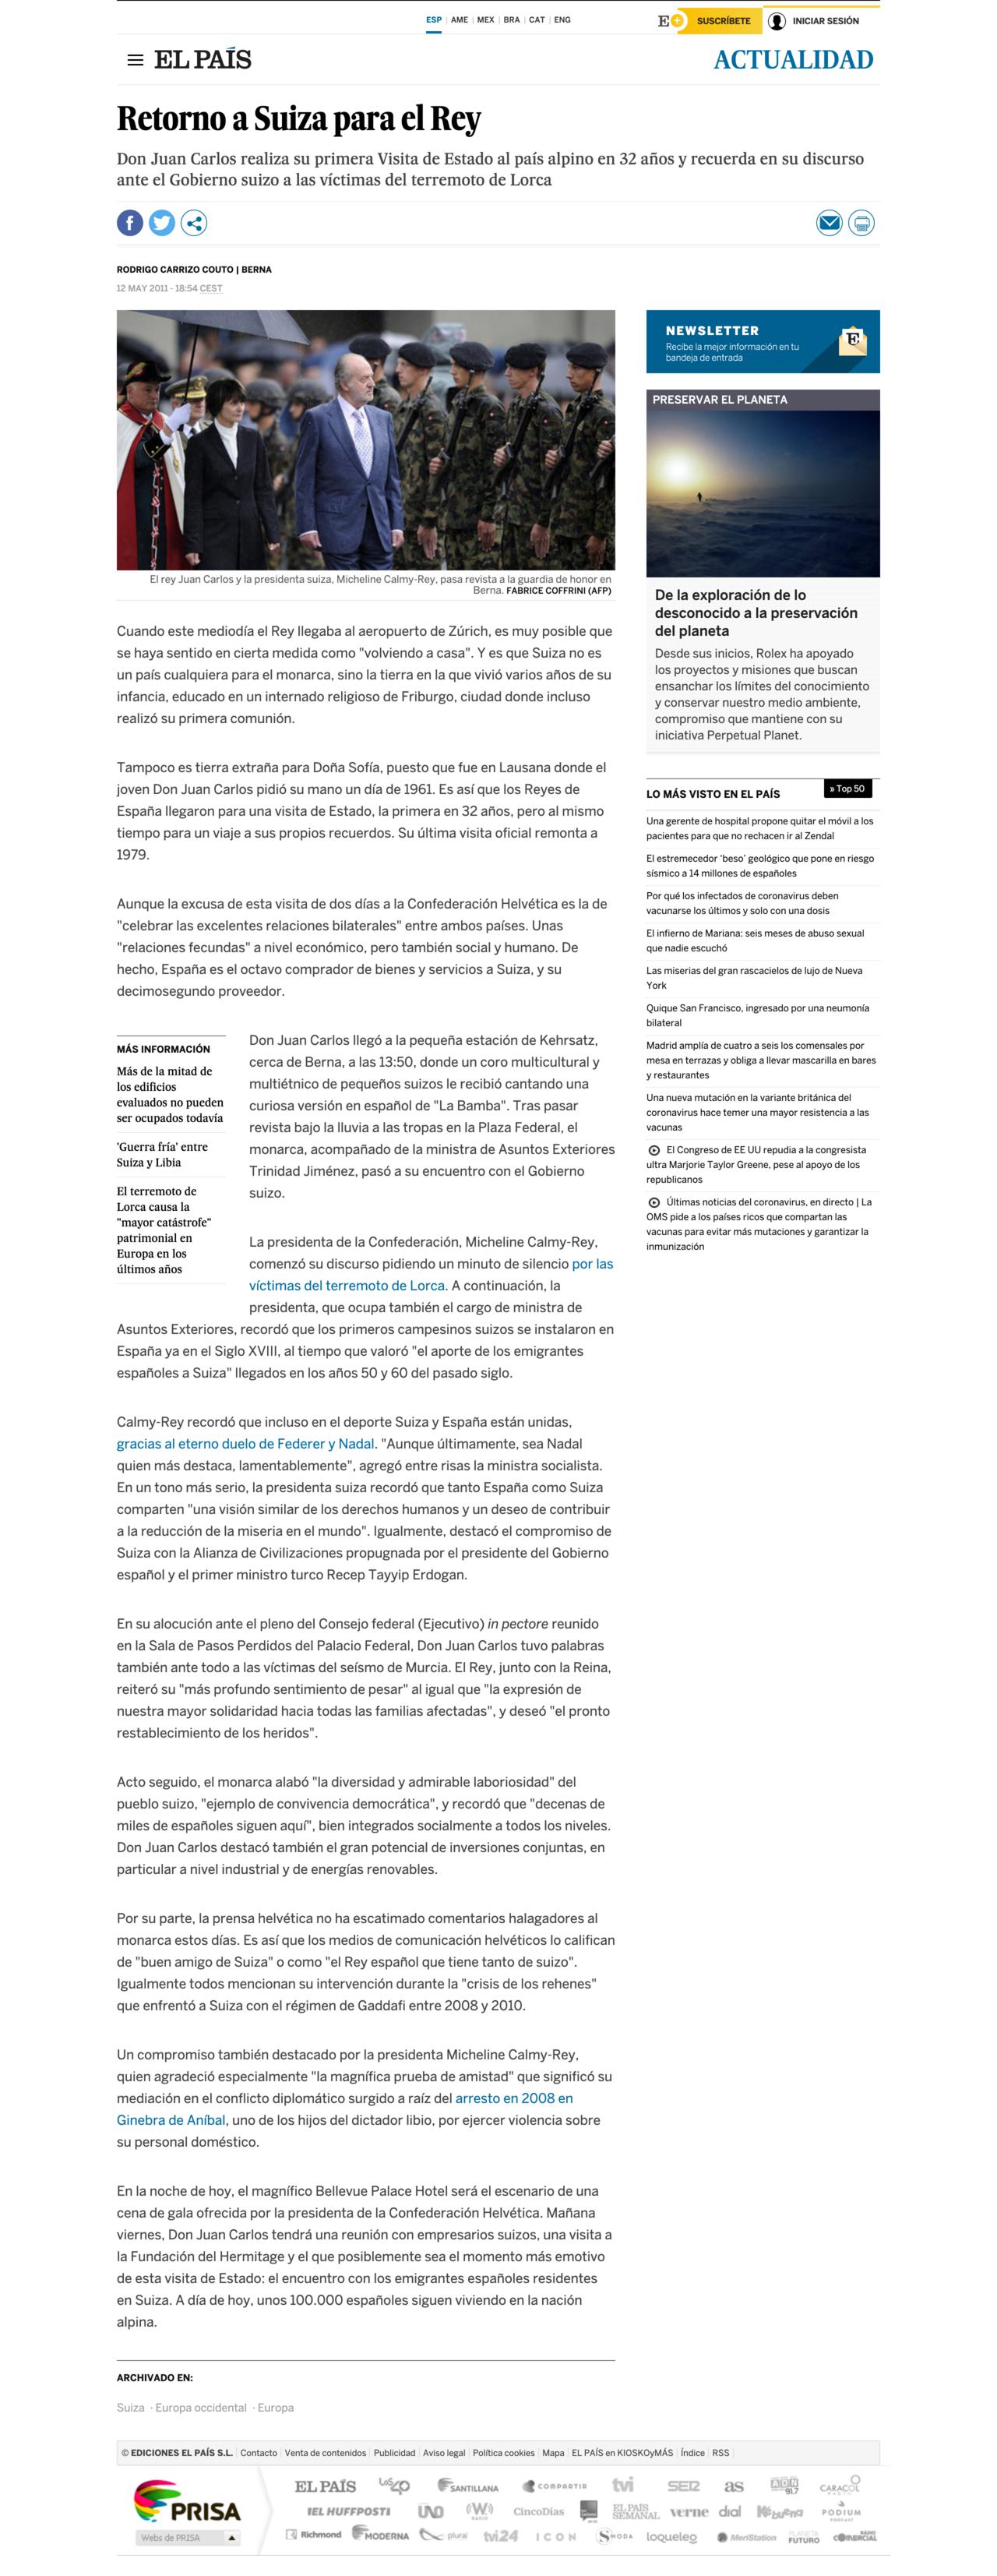 ESP AME MEX BRA CAT ENG
E+ SUSCRÍBETE INICIAR SESIÓN
EL PAÍS
ACTUALIDAD
Retorno a Suiza para el Rey
Don Juan Carlos realiza su primera Visita de Estado al país alpino en 32 años y recuerda en su discurso
ante el Gobierno suizo a las víctimas del terremoto de Lorca
RODRIGO CARRIZO COUTO | BERNA
12 MAY 2011 - 18:54 CEST
El rey Juan Carlos y la presidenta suiza, Micheline Calmy-Rey, pasa revista a la guardia de honor en
Berna. FABRICE COFFRINI (AFP)
Cuando este mediodía el Rey llegaba al aeropuerto de Zúrich, es muy posible que
se haya sentido en cierta medida como "volviendo a casa". Y es que Suiza no es
un país cualquiera para el monarca, sino la tierra en la que vivió varios años de su
infancia, educado en un internado religioso de Friburgo, ciudad donde incluso
realizó su primera comunión.
Tampoco es tierra extraña para Doña Sofía, puesto que fue en Lausana donde el
joven Don Juan Carlos pidió su mano un día de 1961. Es así que los Reyes de
España llegaron para una visita de Estado, la primera en 32 años, pero al mismo
tiempo para un viaje a sus propios recuerdos. Su última visita oficial remonta a
1979.
Aunque la excusa de esta visita de dos días a la Confederación Helvética es la de
"celebrar las excelentes relaciones bilaterales" entre ambos países. Unas
"relaciones fecundas" a nivel económico, pero también social y humano. De
hecho, España es el octavo comprador de bienes y servicios a Suiza, y su
decimosegundo proveedor.
MÁS INFORMACIÓN
Más de la mitad de
los edificios
evaluados no pueden
ser ocupados todavía
'Guerra fría' entre
Suiza y Libia
El terremoto de
Lorca causa la
"mayor catástrofe"
patrimonial en
Europa en los
últimos años
Don Juan Carlos llegó a la pequeña estación de Kehrsatz,
cerca de Berna, a las 13:50, donde un coro multicultural y
multiétnico de pequeños suizos le recibió cantando una
curiosa versión en español de "La Bamba". Tras pasar
revista bajo la lluvia a las tropas en la Plaza Federal, el
monarca, acompañado de la ministra de Asuntos Exteriores
Trinidad Jiménez, pasó a su encuentro con el Gobierno
suizo.
La presidenta de la Confederación, Micheline Calmy-Rey,
comenzó su discurso pidiendo un minuto de silencio por las
víctimas del terremoto de Lorca. A continuación, la
presidenta, que ocupa también el cargo de ministra de
Asuntos Exteriores, recordó que los primeros campesinos suizos se instalaron en
España ya en el Siglo XVIII, al tiempo que valoró "el aporte de los emigrantes
españoles a Suiza" llegados en los años 50 y 60 del pasado siglo.
Calmy-Rey recordó que incluso en el deporte Suiza y España están unidas,
gracias al eterno duelo de Federer y Nadal. "Aunque últimamente, sea Nadal
quien más destaca, lamentablemente", agregó entre risas la ministra socialista.
En un tono más serio, la presidenta suiza recordó que tanto España como Suiza
comparten "una visión similar de los derechos humanos y un deseo de contribuir
a la reducción de la miseria en el mundo". Igualmente, destacó el compromiso de
Suiza con la Alianza de Civilizaciones propugnada por el presidente del Gobierno
español y el primer ministro turco Recep Tayyip Erdogan.
En su alocución ante el pleno del Consejo federal (Ejecutivo) in pectore reunido
en la Sala de Pasos Perdidos del Palacio Federal, Don Juan Carlos tuvo palabras
también ante todo a las víctimas del seísmo de Murcia. El Rey, junto con la Reina,
reiteró su "más profundo sentimiento de pesar" al igual que "la expresión de
nuestra mayor solidaridad hacia todas las familias afectadas", y deseó "el pronto
restablecimiento de los heridos".
Acto seguido, el monarca alabó "la diversidad y admirable laboriosidad" del
pueblo suizo, "ejemplo de convivencia democrática", y recordó que "decenas de
miles de españoles siguen aquí", bien integrados socialmente a todos los niveles.
Don Juan Carlos destacó también el gran potencial de inversiones conjuntas, en
particular a nivel industrial y de energías renovables.
Por su parte, la prensa helvética no ha escatimado comentarios halagadores al
monarca estos días. Es así que los medios de comunicación helvéticos lo califican
de "buen amigo de Suiza" o como "el Rey español que tiene tanto de suizo".
Igualmente todos mencionan su intervención durante la "crisis de los rehenes"
que enfrentó a Suiza con el régimen de Gaddafi entre 2008 y 2010.
Un compromiso también destacado por la presidenta Micheline Calmy-Rey,
quien agradeció especialmente "la magnífica prueba de amistad" que significó su
mediación en el conflicto diplomático surgido a raíz del arresto en 2008 en
Ginebra de Aníbal, uno de los hijos del dictador libio, por ejercer violencia sobre
su personal doméstico.
En la noche de hoy, el magnífico Bellevue Palace Hotel será el escenario de una
cena de gala ofrecida por la presidenta de la Confederación Helvética. Mañana
viernes, Don Juan Carlos tendrá una reunión con empresarios suizos, una visita a
la Fundación del Hermitage y el que posiblemente sea el momento más emotivo
de esta visita de Estado: el encuentro con los emigrantes españoles residentes
en Suiza. A día de hoy, unos 100.000 españoles siguen viviendo en la nación
alpina.
ARCHIVADO EN:
Suiza · Europa occidental · Europa
NEWSLETTER
Recibe la mejor información en tu
bandeja de entrada
E
PRESERVAR EL PLANETA
De la exploración de lo
desconocido a la preservación
del planeta
Desde sus inicios, Rolex ha apoyado
los proyectos y misiones que buscan
ensanchar los límites del conocimiento
y conservar nuestro medio ambiente,
compromiso que mantiene con su
iniciativa Perpetual Planet.
LO MÁS VISTO EN EL PAÍS
» Top 50
Una gerente de hospital propone quitar el móvil a los
pacientes para que no rechacen ir al Zendal
El estremecedor 'beso' geológico que pone en riesgo
sísmico a 14 millones de españoles
Por qué los infectados de coronavirus deben
vacunarse los últimos y solo con una dosis
El infierno de Mariana: seis meses de abuso sexual
que nadie escuchó
Las miserias del gran rascacielos de lujo de Nueva
York
Quique San Francisco, ingresado por una neumonía
bilateral
Madrid amplía de cuatro a seis los comensales por
mesa en terrazas y obliga a llevar mascarilla en bares
y restaurantes
Una nueva mutación en la variante británica del
coronavirus hace temer una mayor resistencia a las
vacunas
El Congreso de EE UU repudia a la congresista
ultra Marjorie Taylor Greene, pese al apoyo de los
republicanos
Últimas noticias del coronavirus, en directo | La
OMS pide a los países ricos que compartan las
vacunas para evitar más mutaciones y garantizar la
inmunización
© EDICIONES EL PAÍS S.L. Contacto Venta de contenidos Publicidad Aviso legal Política cookies Mapa EL PAÍS en KIOSKOyMÁS Índice RSS
PRISA
Webs de PRISA
EL PAÍS LOS40 SANTILLANA COMPARTIR tvi SER as ADN 91.7 CARACOL
EL HUFFPOST UNO W RADIO CincoDías EL PAÍS SEMANAL verne dial Kebuena PODIUM PODCAST
Richmond MODERNA plural tvi24 ICON SMODA loqueleo MeriStation PLANETA FUTURO